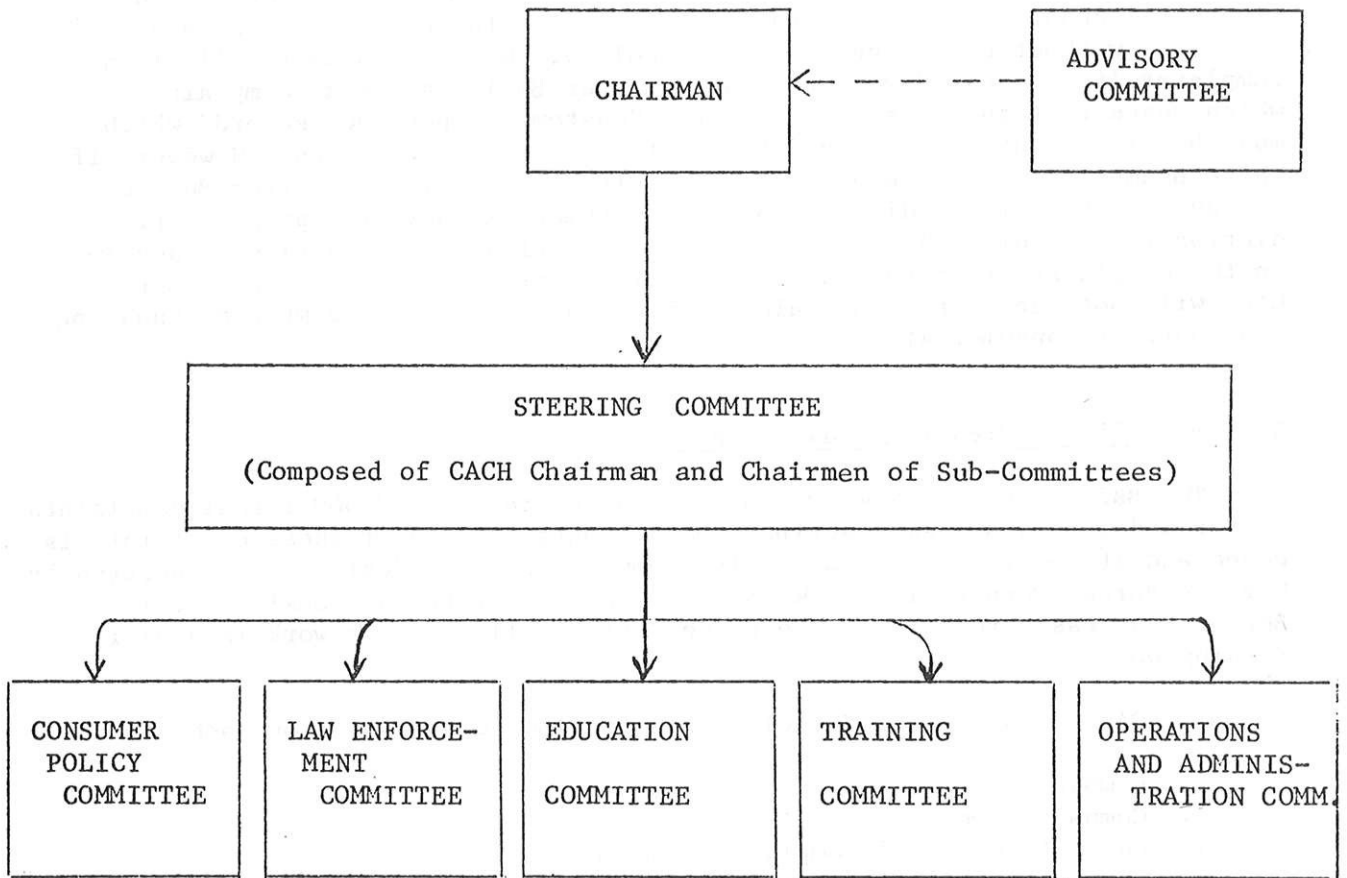 CHAIRMAN
ADVISORY
COMMITTEE
STEERING COMMITTEE
(Composed of CACH Chairman and Chairmen of Sub-Committees)
CONSUMER
POLICY
COMMITTEE
LAW ENFORCE-
MENT
COMMITTEE
EDUCATION
COMMITTEE
TRAINING
COMMITTEE
OPERATIONS
AND ADMINIS-
TRATION COMM.